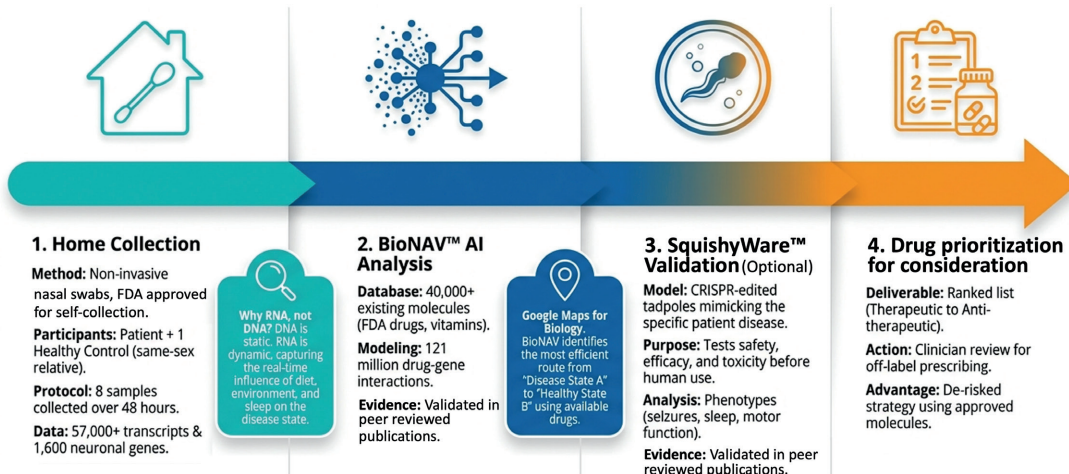 1
2
1. Home Collection
Method: Non-invasive
nasal swabs, FDA approved
for self-collection.
Participants: Patient + 1
Healthy Control (same-sex
relative).
Protocol: 8 samples
collected over 48 hours.
Data: 57,000+ transcripts &
1,600 neuronal genes.
Why RNA, not
DNA? DNA is
static. RNA is
dynamic, capturing
the real-time
influence of diet,
environment, and
sleep on the
disease state.
2. BioNAV™ AI
Analysis
Database: 40,000+
existing molecules
(FDA drugs, vitamins).
Modeling: 121
million drug-gene
interactions.
Evidence: Validated in
peer reviewed
publications.
Google Maps for
Biology.
BioNAV identifies
the most efficient
route from
"Disease State A"
to "Healthy State
B" using available
drugs.
3. SquishyWare™
Validation (Optional)
Model: CRISPR-edited
tadpoles mimicking the
specific patient disease.
Purpose: Tests safety,
efficacy, and toxicity before
human use.
Analysis: Phenotypes
(seizures, sleep, motor
function).
Evidence: Validated in peer
reviewed publications.
4. Drug prioritization
for consideration
Deliverable: Ranked list
(Therapeutic to Anti-
therapeutic).
Action: Clinician review for
off-label prescribing.
Advantage: De-risked
strategy using approved
molecules.